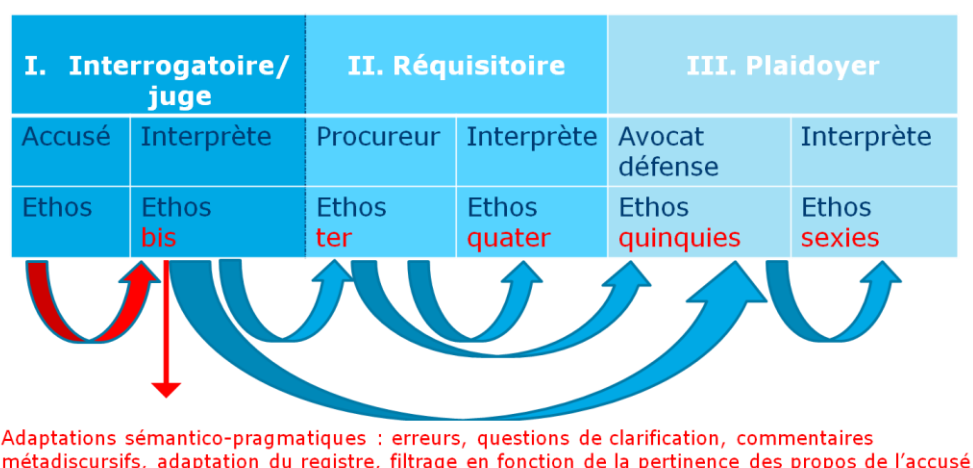 I. Interrogatoire/
juge
II. Réquisitoire
III. Plaidoyer
Accusé
Interprète
Procureur
Interprète
Avocat
défense
Interprète
Ethos
Ethos
bis
Ethos
ter
Ethos
quater
Ethos
quinquies
Ethos
sexies
Adaptations sémantico-pragmatiques : erreurs, questions de clarification, commentaires
métadiscursifs, adaptation du registre, filtrage en fonction de la pertinence des propos de l’accusé